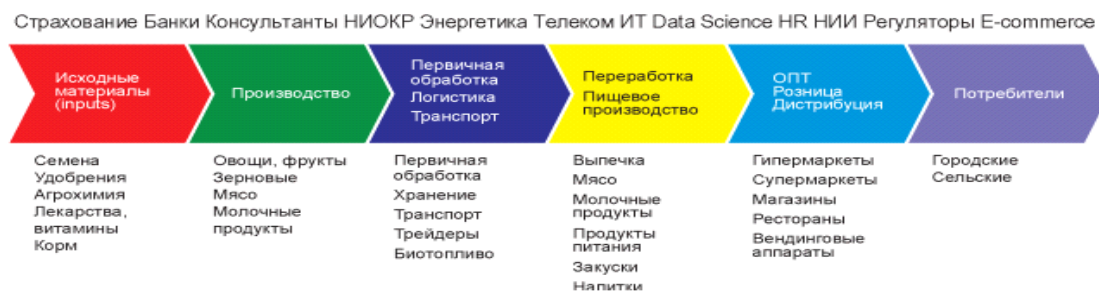 Страхование Банки Консультанты НИОКР Энергетика Телеком ИТ Data Science HR НИИ Регуляторы E-commerce
Исходные
материалы
(inputs)
Производство
Первичная
обработка
Логистика
Транспорт
Переработка
Пищевое
производство
ОПТ
Розница
Дистрибуция
Потребители
Семена
Удобрения
Агрохимия
Лекарства,
витамины
Корм
Овощи, фрукты
Зерновые
Мясо
Молочные
продукты
Первичная
обработка
Хранение
Транспорт
Трейдеры
Биотопливо
Выпечка
Мясо
Молочные
продукты
Продукты
питания
Закуски
Напитки
Гипермаркеты
Супермаркеты
Магазины
Рестораны
Вендинговые
аппараты
Городские
Сельские